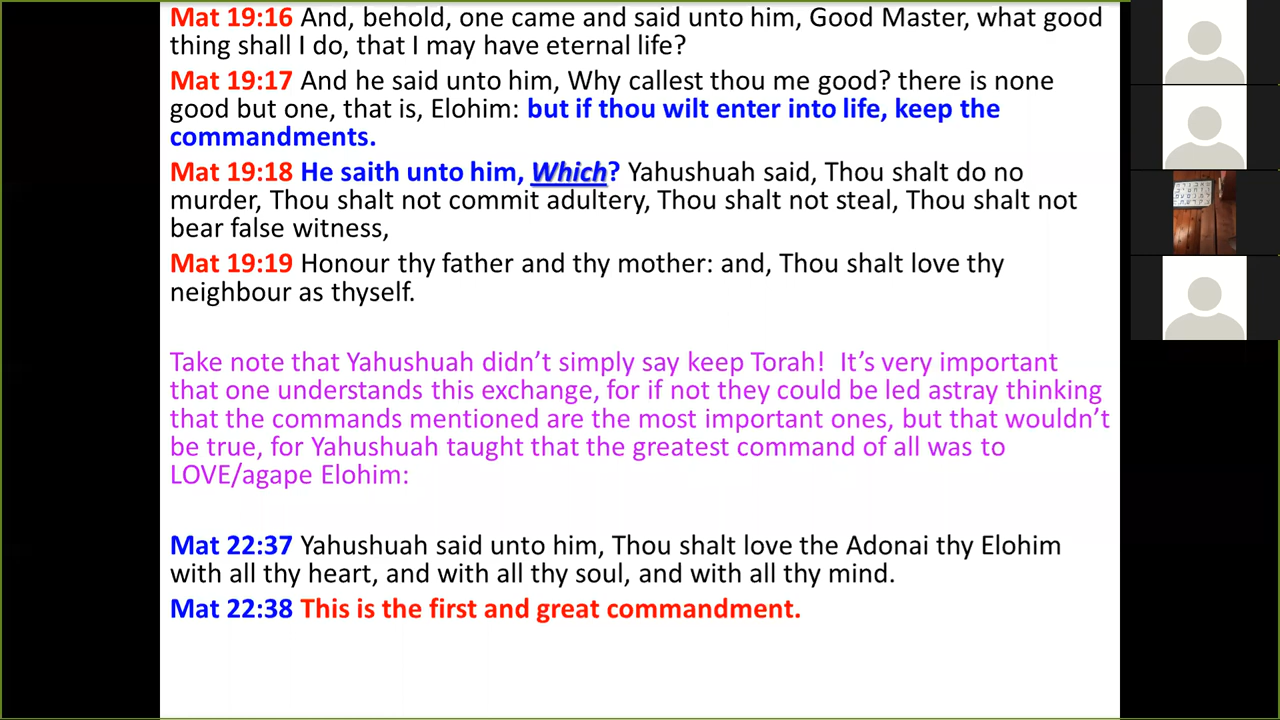 Mat 19:16 And, behold, one came and said unto him, Good Master, what good
thing shall I do, that I may have eternal life?
Mat 19:17 And he said unto him, Why callest thou me good? there is none
good but one, that is, Elohim: but if thou wilt enter into life, keep the
commandments.
Mat 19:18 He saith unto him, Which? Yahushuah said, Thou shalt do no
murder, Thou shalt not commit adultery, Thou shalt not steal, Thou shalt not
bear false witness,
Mat 19:19 Honour thy father and thy mother: and, Thou shalt love thy
neighbour as thyself.
Take note that Yahushuah didn't simply say keep Torah!  It's very important
that one understands this exchange, for if not they could be led astray thinking
that the commands mentioned are the most important ones, but that wouldn't
be true, for Yahushuah taught that the greatest command of all was to
LOVE/agape Elohim:
Mat 22:37 Yahushuah said unto him, Thou shalt love the Adonai thy Elohim
with all thy heart, and with all thy soul, and with all thy mind.
Mat 22:38 This is the first and great commandment.